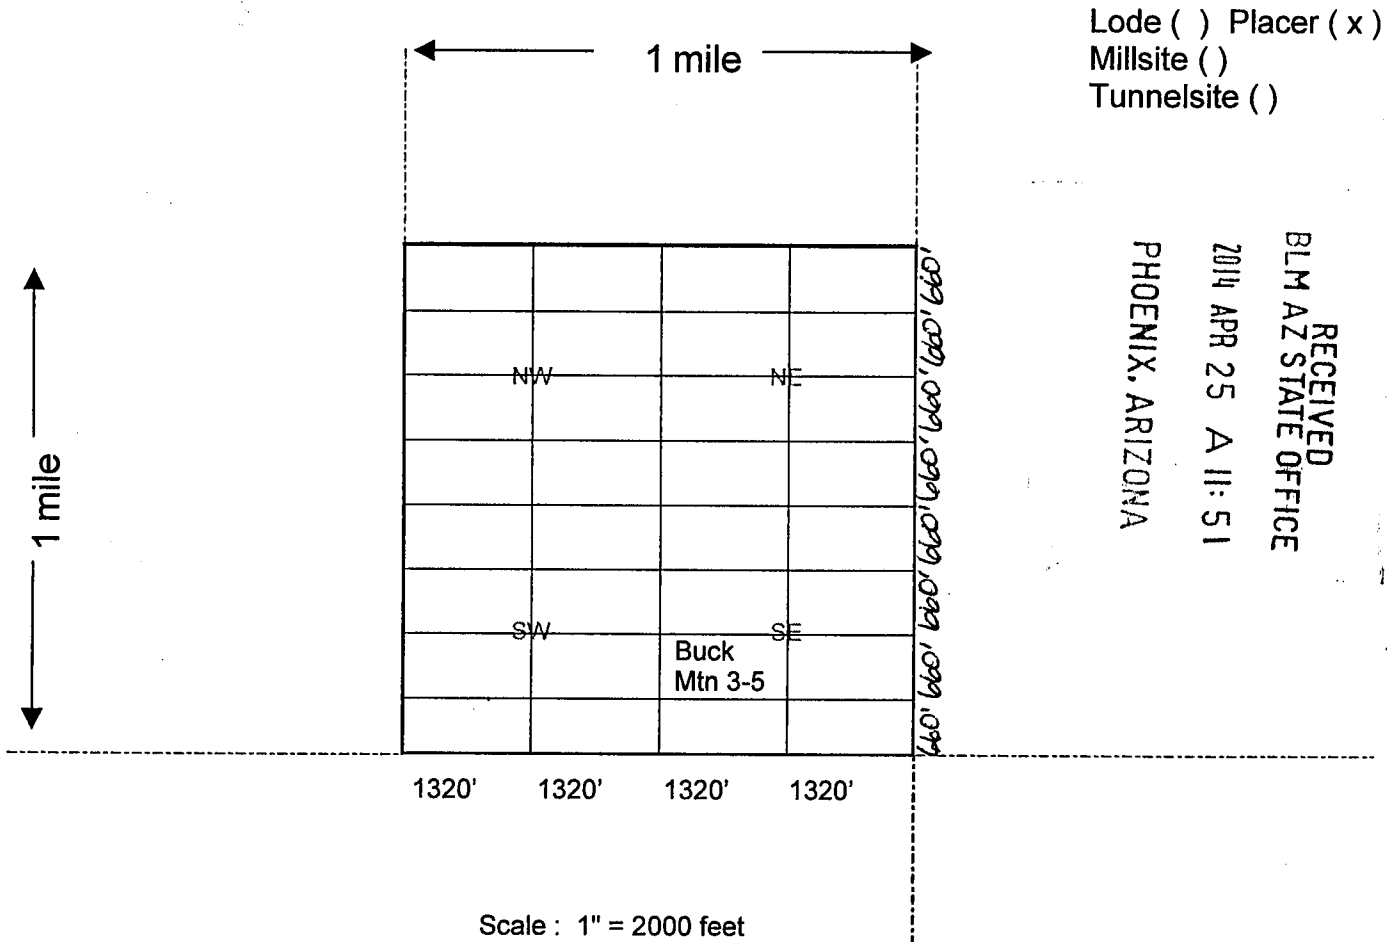 Lode ( ) Placer ( x )
Millsite ( )
Tunnelsite ( )
1 mile
1 mile
RECEIVED
BLM AZ STATE OFFICE
2014 APR 25 A 11: 51
PHOENIX, ARIZONA
NW
NE
SW
SE
Buck
Mtn 3-5
660' 660' 660' 660' 660' 660' 660' 660'
1320' 1320' 1320' 1320'
Scale : 1" = 2000 feet